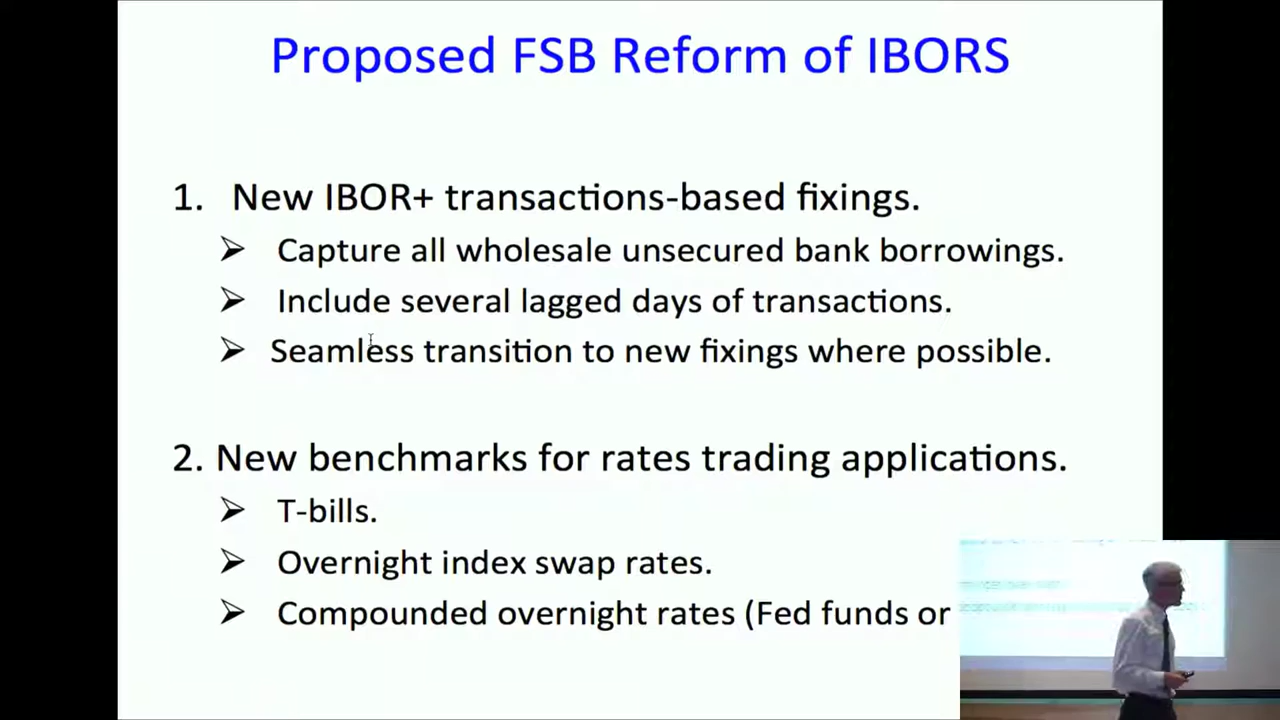 Proposed FSB Reform of IBORS
1. New IBOR+ transactions-based fixings.
➢ Capture all wholesale unsecured bank borrowings.
➢ Include several lagged days of transactions.
➢ Seamless transition to new fixings where possible.
2. New benchmarks for rates trading applications.
➢ T-bills.
➢ Overnight index swap rates.
➢ Compounded overnight rates (Fed funds or